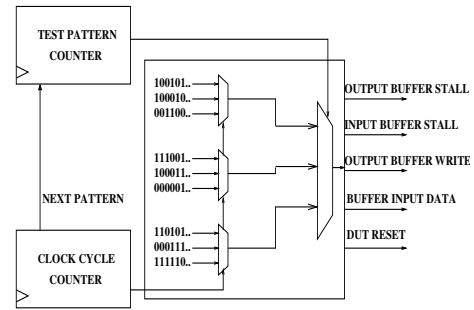 TEST PATTERN
COUNTER
100101..
100010..
001100..
111001..
100011..
000001..
110101..
000111..
111110..
OUTPUT BUFFER STALL
INPUT BUFFER STALL
OUTPUT BUFFER WRITE
BUFFER INPUT DATA
DUT RESET
NEXT PATTERN
CLOCK CYCLE
COUNTER